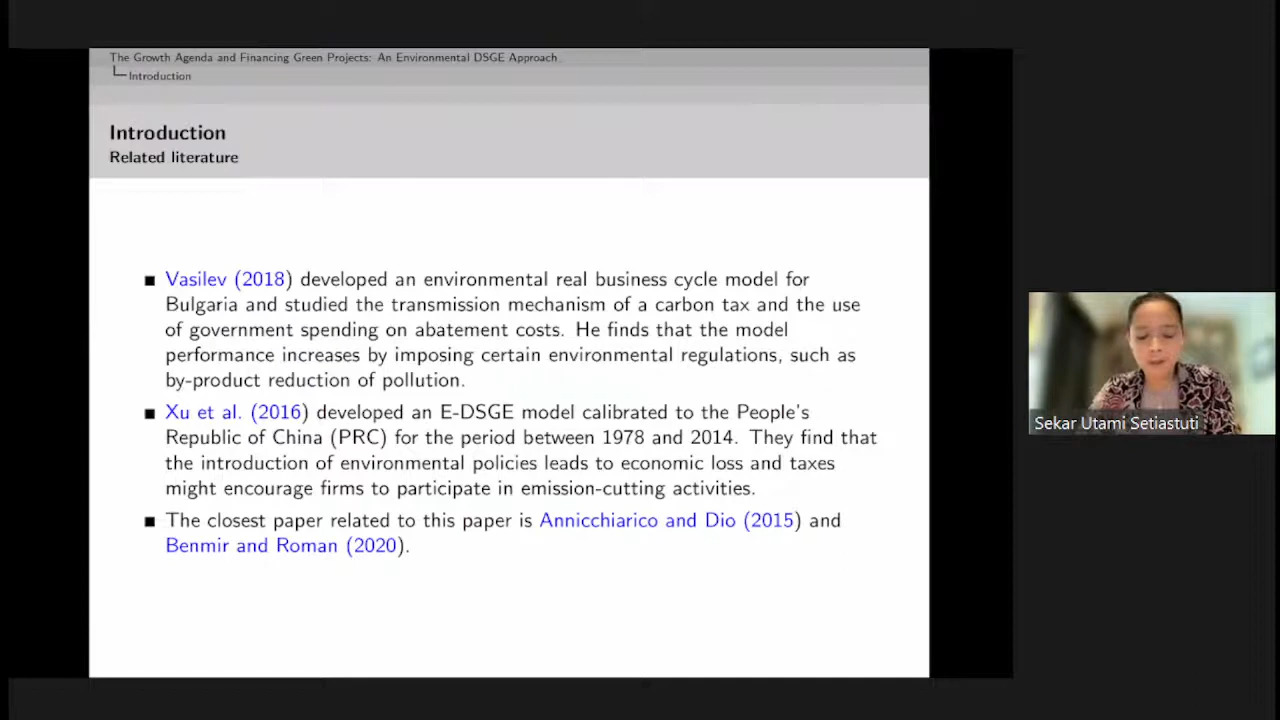 The Growth Agenda and Financing Green Projects: An Environmental DSGE Approach
Introduction
Introduction
Related literature
Vasilev (2018) developed an environmental real business cycle model for
Bulgaria and studied the transmission mechanism of a carbon tax and the use
of government spending on abatement costs. He finds that the model
performance increases by imposing certain environmental regulations, such as
by-product reduction of pollution.
Xu et al. (2016) developed an E-DSGE model calibrated to the People's
Republic of China (PRC) for the period between 1978 and 2014. They find that
the introduction of environmental policies leads to economic loss and taxes
might encourage firms to participate in emission-cutting activities.
The closest paper related to this paper is Annicchiarico and Dio (2015) and
Benmir and Roman (2020).
Sekar Utami Setiastuti